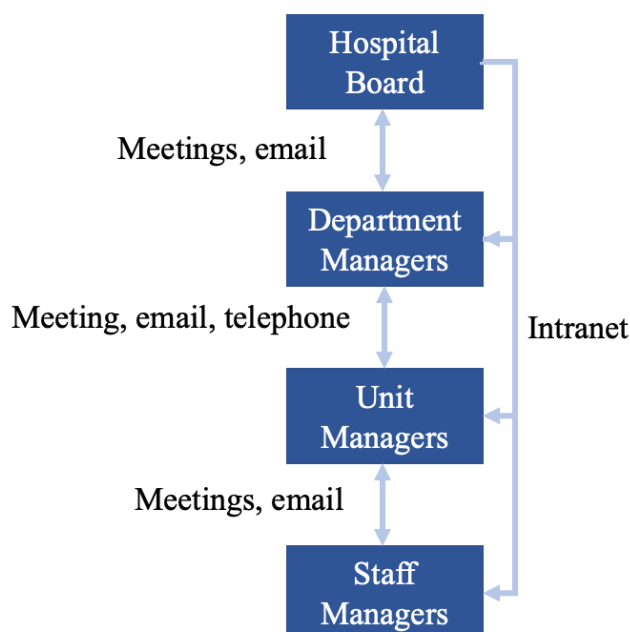 Hospital
Board
Meetings, email
Department
Managers
Meeting, email, telephone
Intranet
Unit
Managers
Meetings, email
Staff
Managers